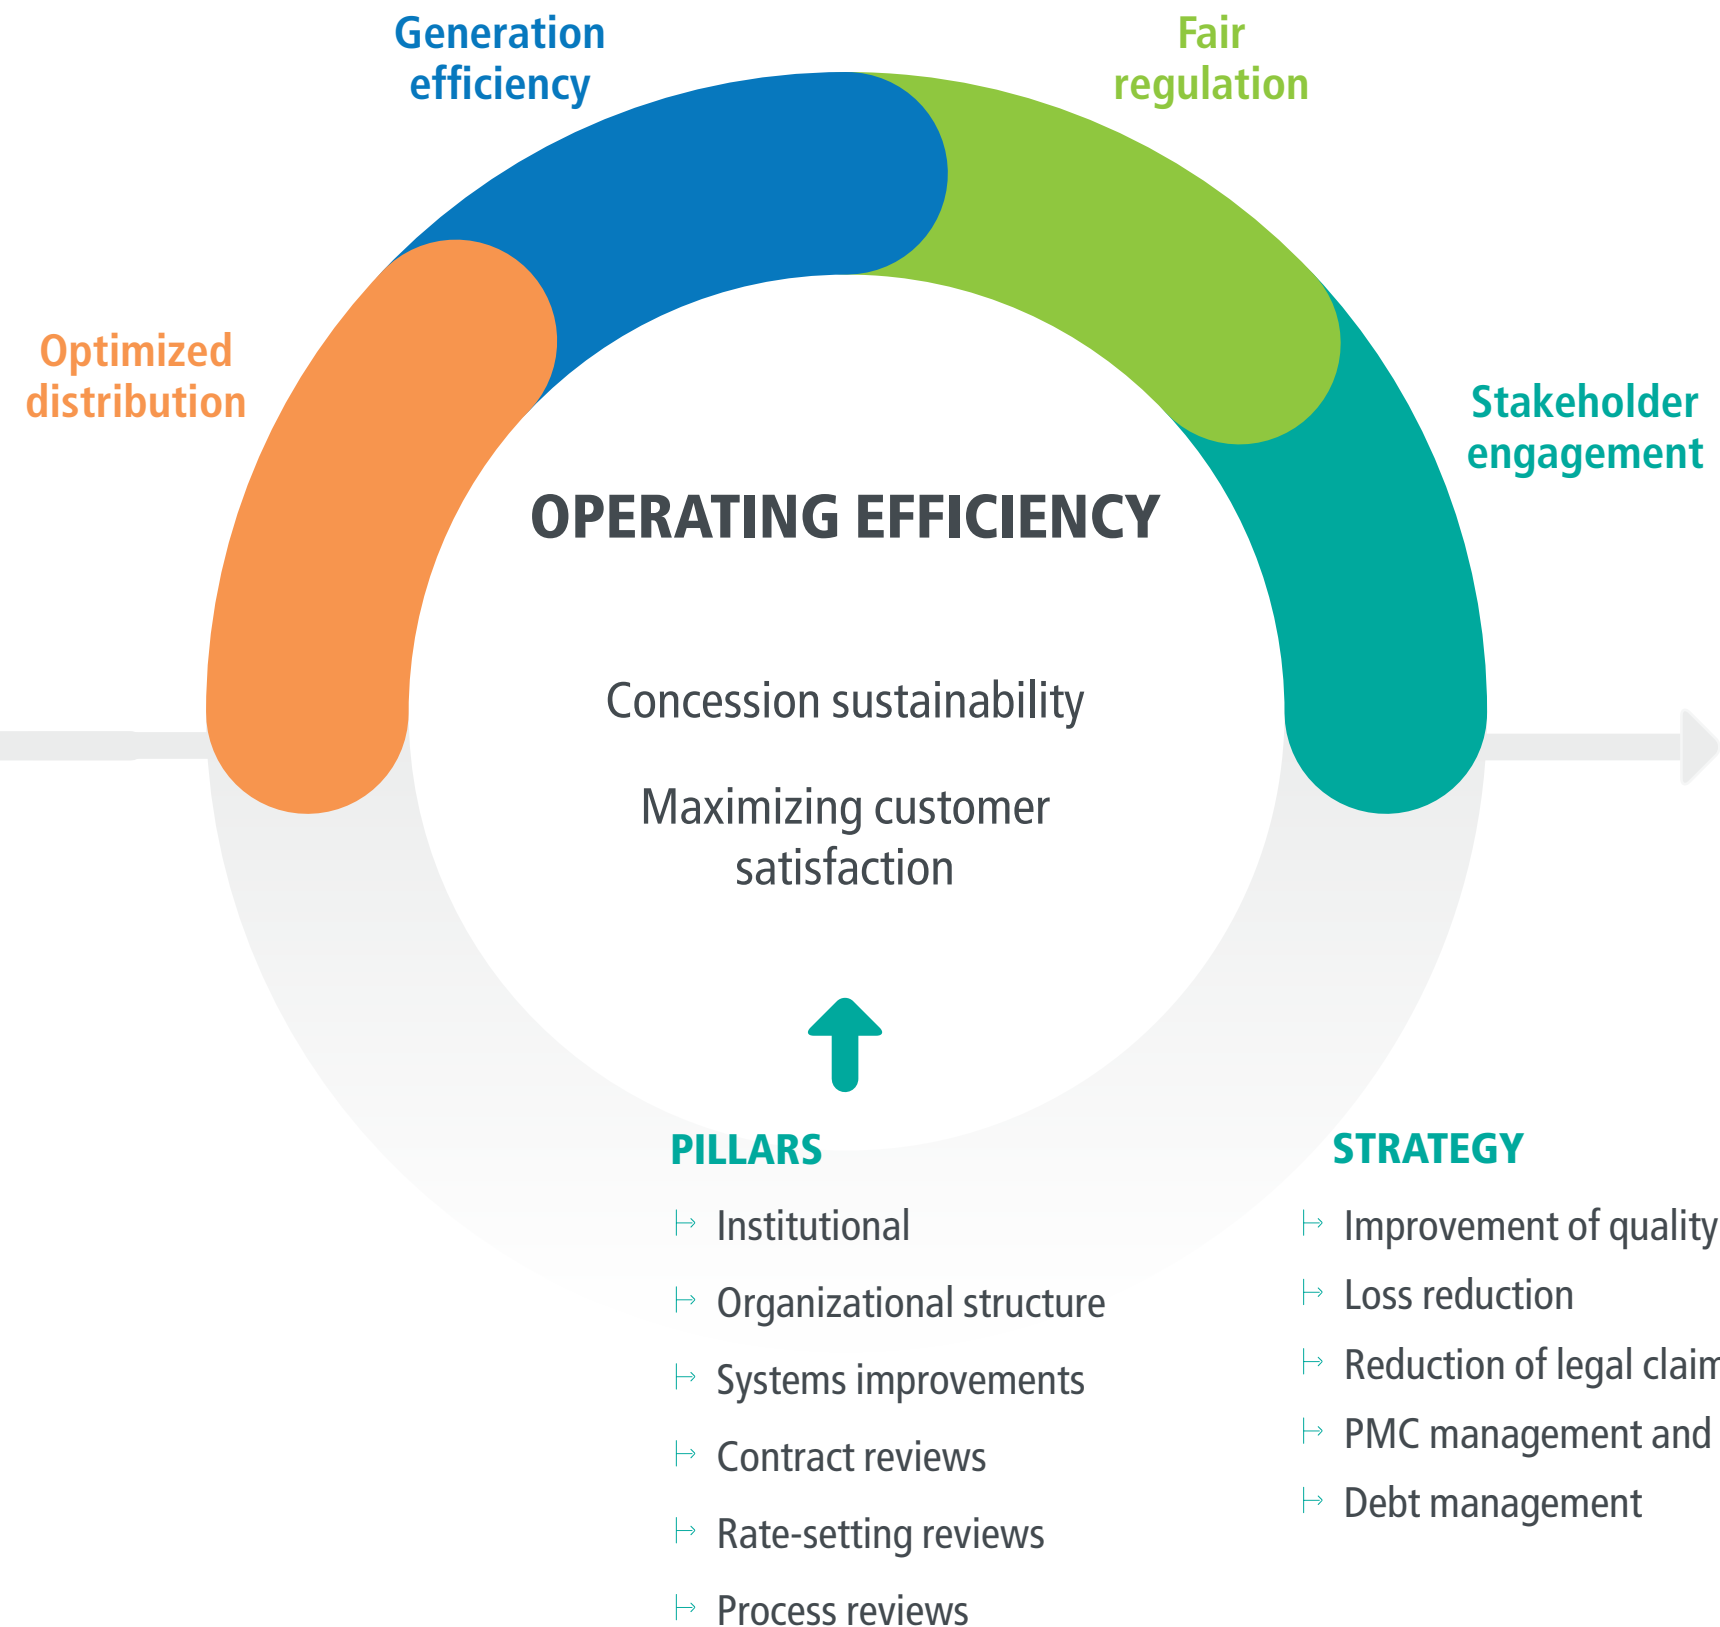 Generation
efficiency
Fair
regulation
Optimized
distribution
Stakeholder
engagement
OPERATING EFFICIENCY
Concession sustainability
Maximizing customer
satisfaction
PILLARS
Institutional
Organizational structure
Systems improvements
Contract reviews
Rate-setting reviews
Process reviews
STRATEGY
Improvement of quality
Loss reduction
Reduction of legal
PMC management and
Debt management